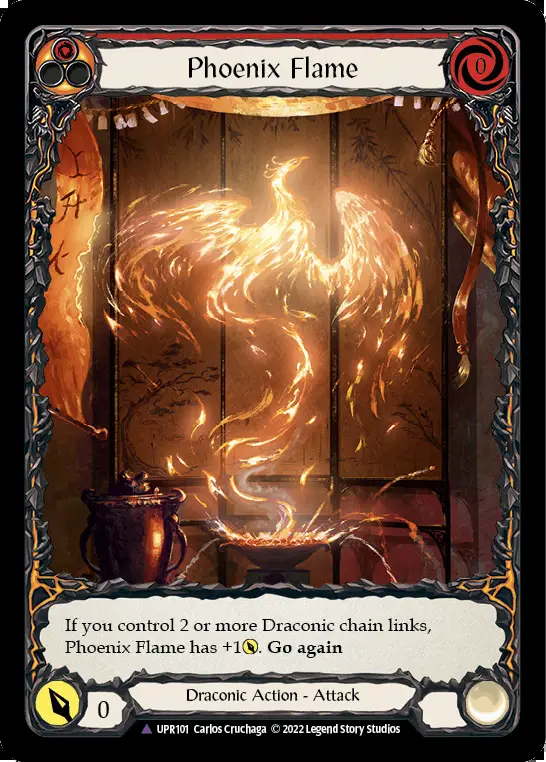 Phoenix Flame
0
If you control 2 or more Draconic chain links,
Phoenix Flame has +1. Go again
0
Draconic Action - Attack
UPR101 Carlos Cruchaga © 2022 Legend Story Studios